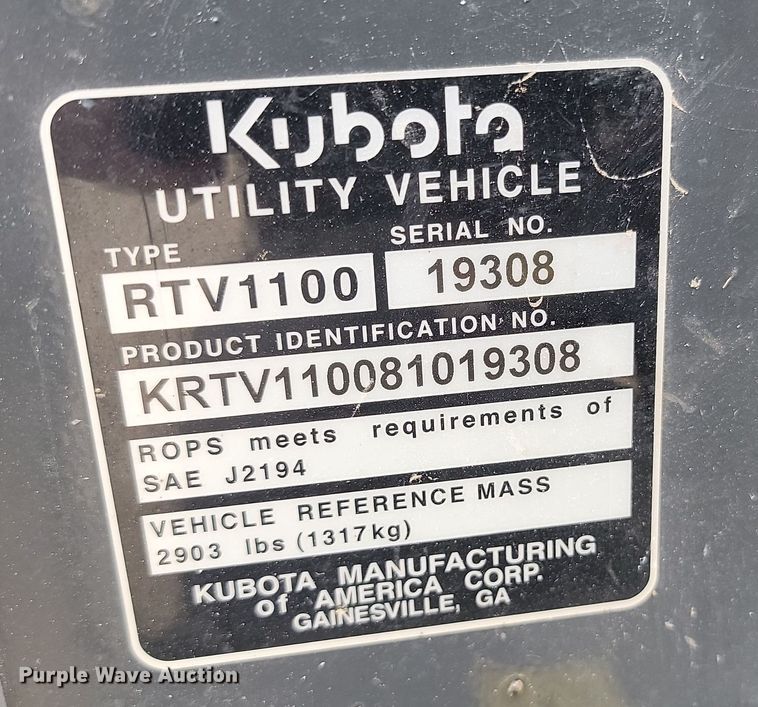 Kubota
UTILITY VEHICLE
TYPE
SERIAL NO.
RTV1100
19308
PRODUCT IDENTIFICATION NO.
KRTV110081019308
ROPS meets requirements of
SAE J2194
VEHICLE REFERENCE MASS
2903 lbs (1317kg)
KUBOTA MANUFACTURING
of AMERICA CORP.
GAINESVILLE, GA
Purple Wave Auction